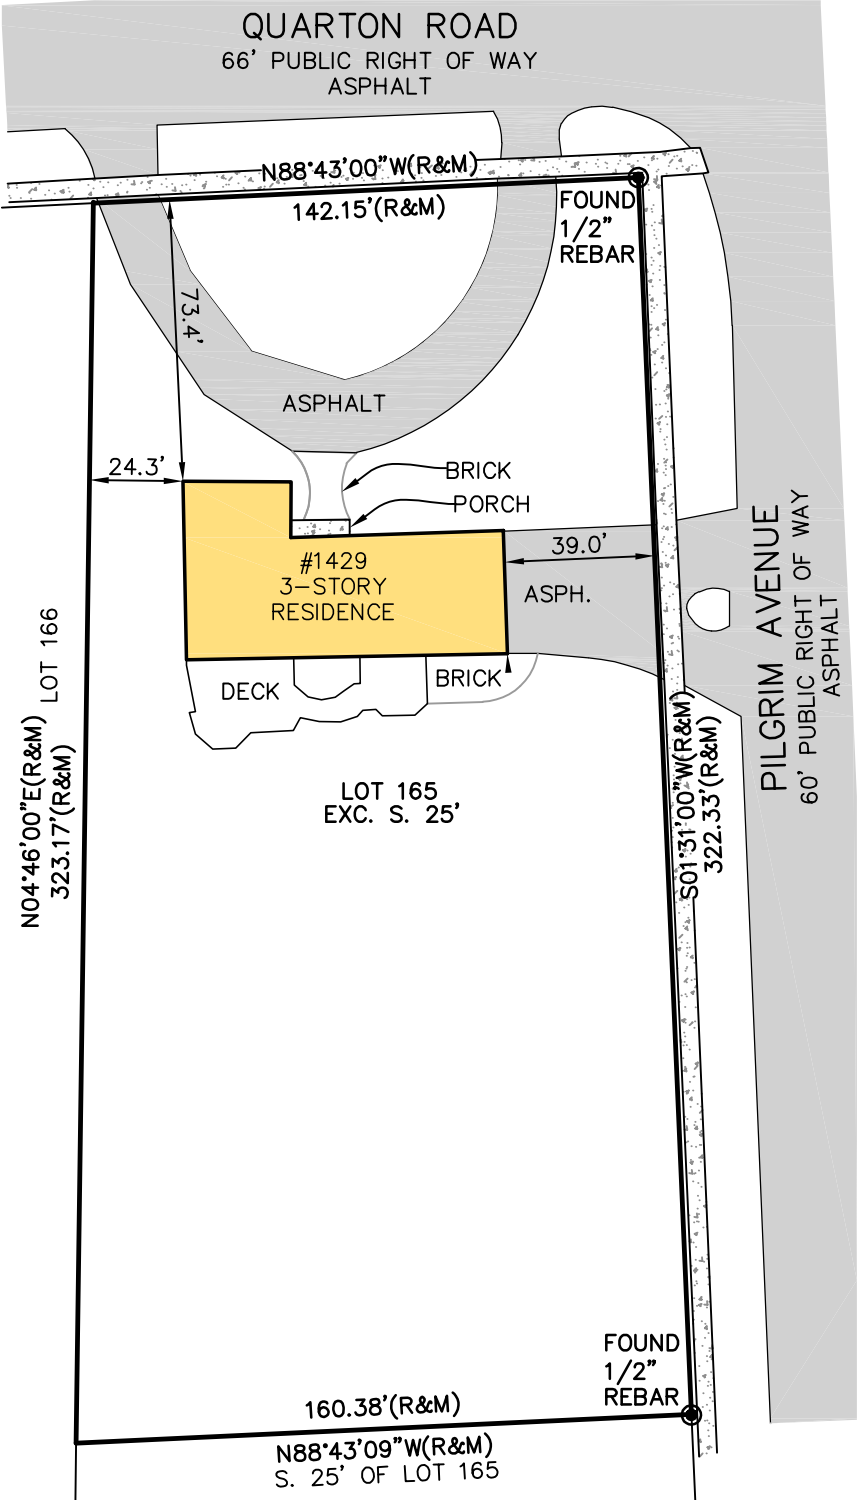 QUARTON ROAD
66' PUBLIC RIGHT OF WAY
ASPHALT
N88°43'00"W(R&M)
142.15'(R&M)
FOUND
1/2"
REBAR
73.4'
ASPHALT
24.3'
BRICK
PORCH
#1429
3-STORY
RESIDENCE
39.0'
ASPH.
DECK
BRICK
LOT 166
N04°46'00"E(R&M)
323.17'(R&M)
LOT 165
EXC. S. 25'
S01°31'00"W(R&M)
322.33'(R&M)
PILGRIM AVENUE
60' PUBLIC RIGHT OF WAY
ASPHALT
FOUND
1/2"
REBAR
160.38'(R&M)
N88°43'09"W(R&M)
S. 25' OF LOT 165